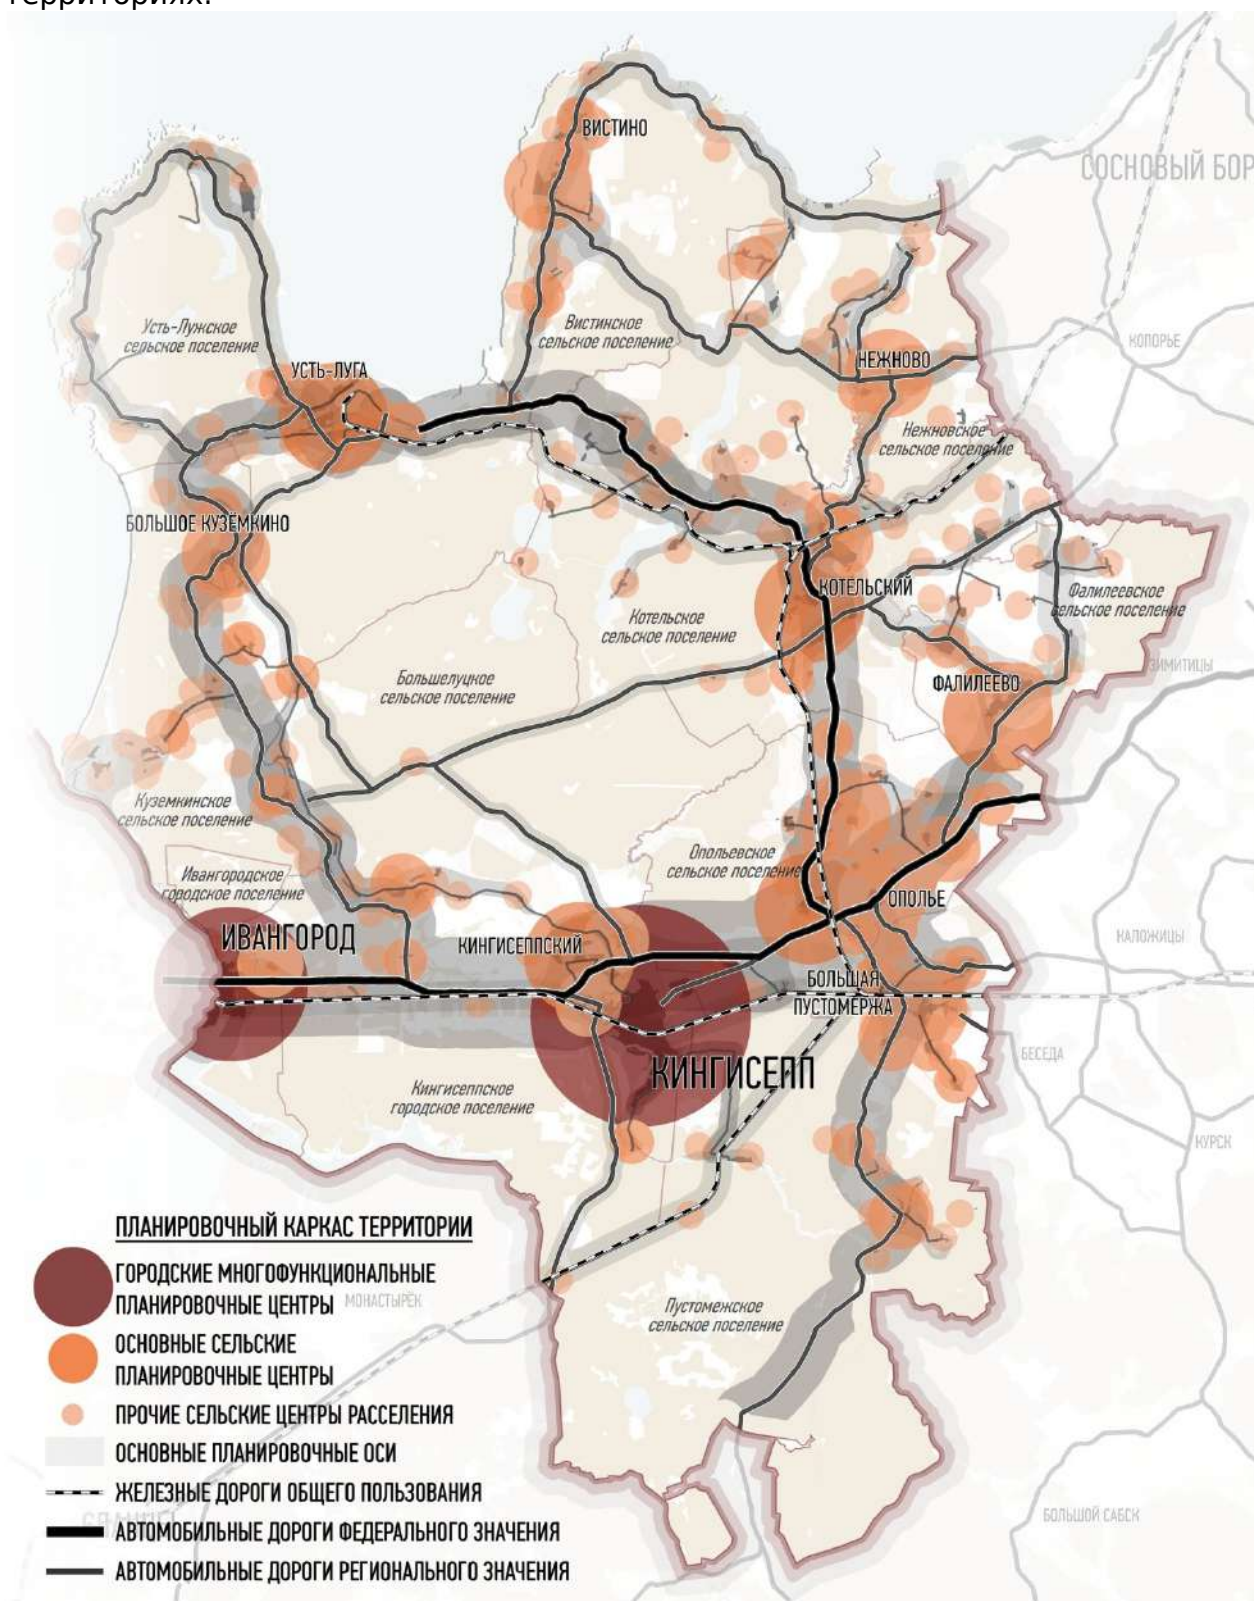 территориях.
ВИСТИНО
СОСНОВЫЙ БОР
Усть-Лужское
сельское поселение
Вистинское
сельское поселение
КОПОРЬЕ
УСТЬ-ЛУГА
НЕЖНОВО
Нежновское
сельское поселение
БОЛЬШОЕ КУЗЁМКИНО
КОТЕЛЬСКИЙ
Котельское
сельское поселение
Фалилеевское
сельское поселение
ЗИМИТИЦЫ
Большелуцкое
сельское поселение
ФАЛИЛЕЕВО
Куземкинское
сельское поселение
Опольевское
сельское поселение
Ивангородское
городское поселение
ОПОЛЬЕ
ИВАНГОРОД
КИНГИСЕППСКИЙ
КАЛОЖИЦЫ
БОЛЬШАЯ
ПУСТОМЕРЖА
БЕСЕДА
КИНГИСЕПП
Кингисеппское
городское поселение
КУРСК
ПЛАНИРОВОЧНЫЙ КАРКАС ТЕРРИТОРИИ
ГОРОДСКИЕ МНОГОФУНКЦИОНАЛЬНЫЕ
ПЛАНИРОВОЧНЫЕ ЦЕНТРЫ
МОНАСТЫРЁК
Пустомежское
сельское поселение
ОСНОВНЫЕ СЕЛЬСКИЕ
ПЛАНИРОВОЧНЫЕ ЦЕНТРЫ
ПРОЧИЕ СЕЛЬСКИЕ ЦЕНТРЫ РАССЕЛЕНИЯ
ОСНОВНЫЕ ПЛАНИРОВОЧНЫЕ ОСИ
ЖЕЛЕЗНЫЕ ДОРОГИ ОБЩЕГО ПОЛЬЗОВАНИЯ
БОЛЬШОЙ САБСК
АВТОМОБИЛЬНЫЕ ДОРОГИ ФЕДЕРАЛЬНОГО ЗНАЧЕНИЯ
АВТОМОБИЛЬНЫЕ ДОРОГИ РЕГИОНАЛЬНОГО ЗНАЧЕНИЯ